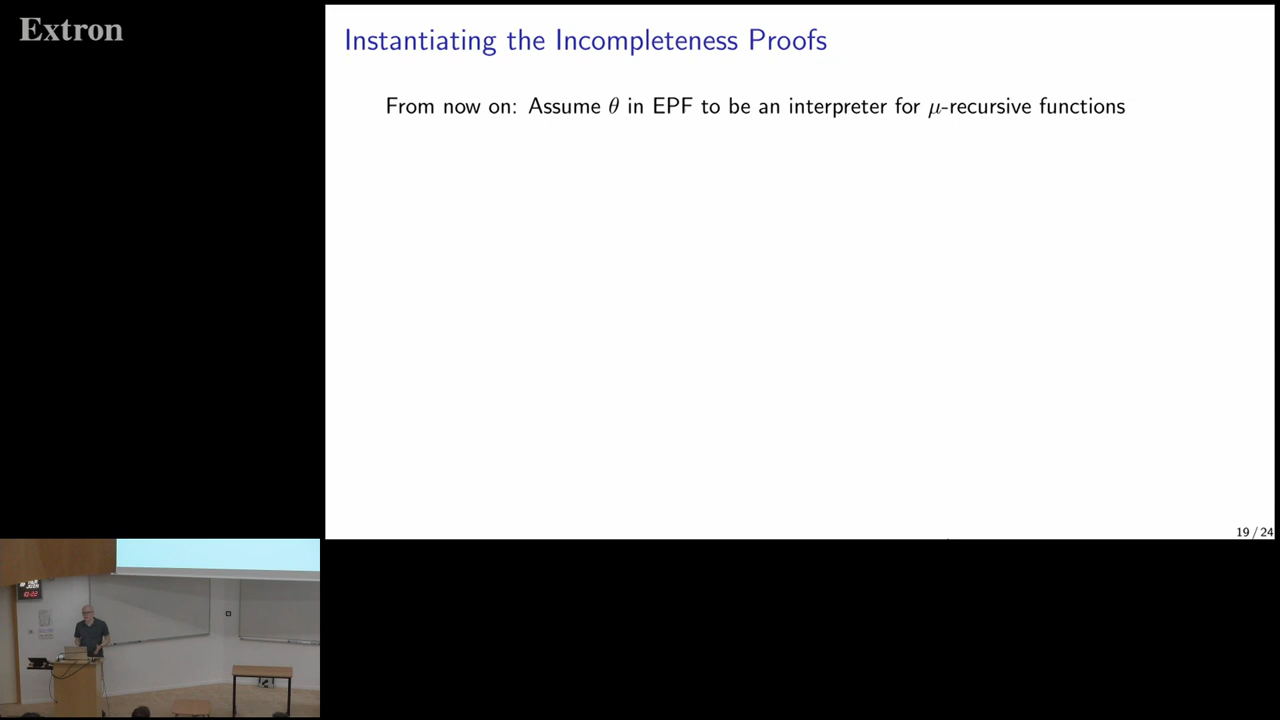 Extron
Instantiating the Incompleteness Proofs
From now on: Assume θ in EPF to be an interpreter for μ-recursive functions
19 / 24